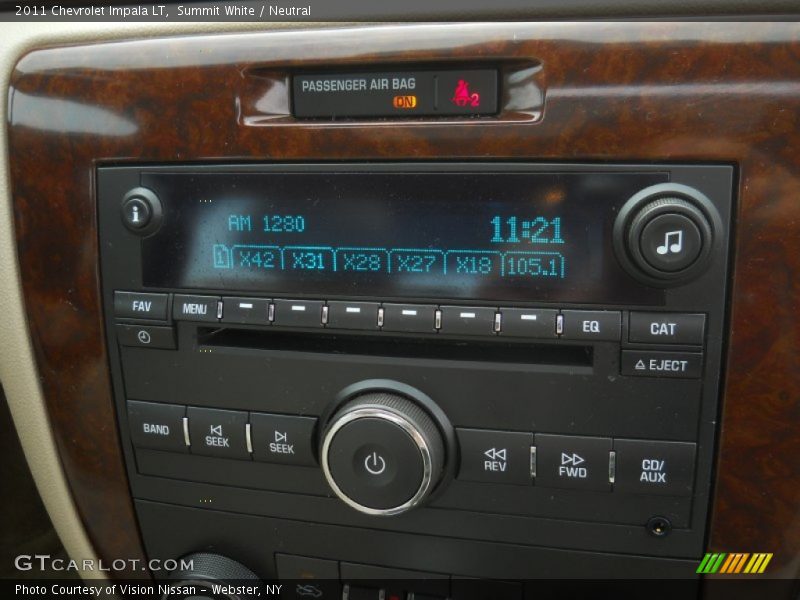 2011 Chevrolet Impala LT, Summit White / Neutral
PASSENGER AIR BAG
ON
2
i
AM 1280
11:21
1 X42 X31 X28 X27 X18 105.1
FAV
MENU
EQ
CAT
EJECT
BAND
SEEK
SEEK
REV
FWD
CD/
AUX
GTCARLOT.COM
Photo Courtesy of Vision Nissan - Webster, NY